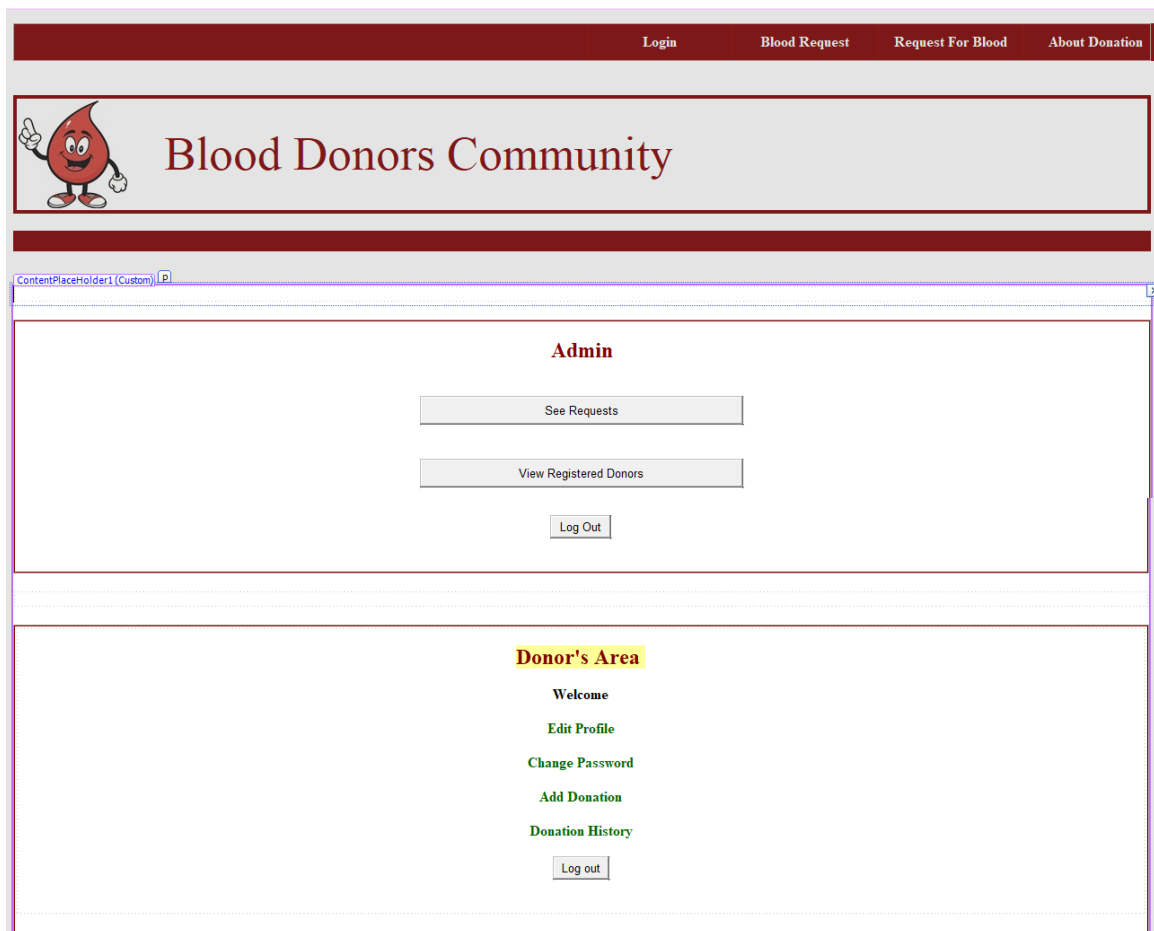 Login Blood Request Request For Blood About Donation
Blood Donors Community
ContentPlaceHolder1 (Custom) P
Admin
See Requests
View Registered Donors
Log Out
Donor's Area
Welcome
Edit Profile
Change Password
Add Donation
Donation History
Log out